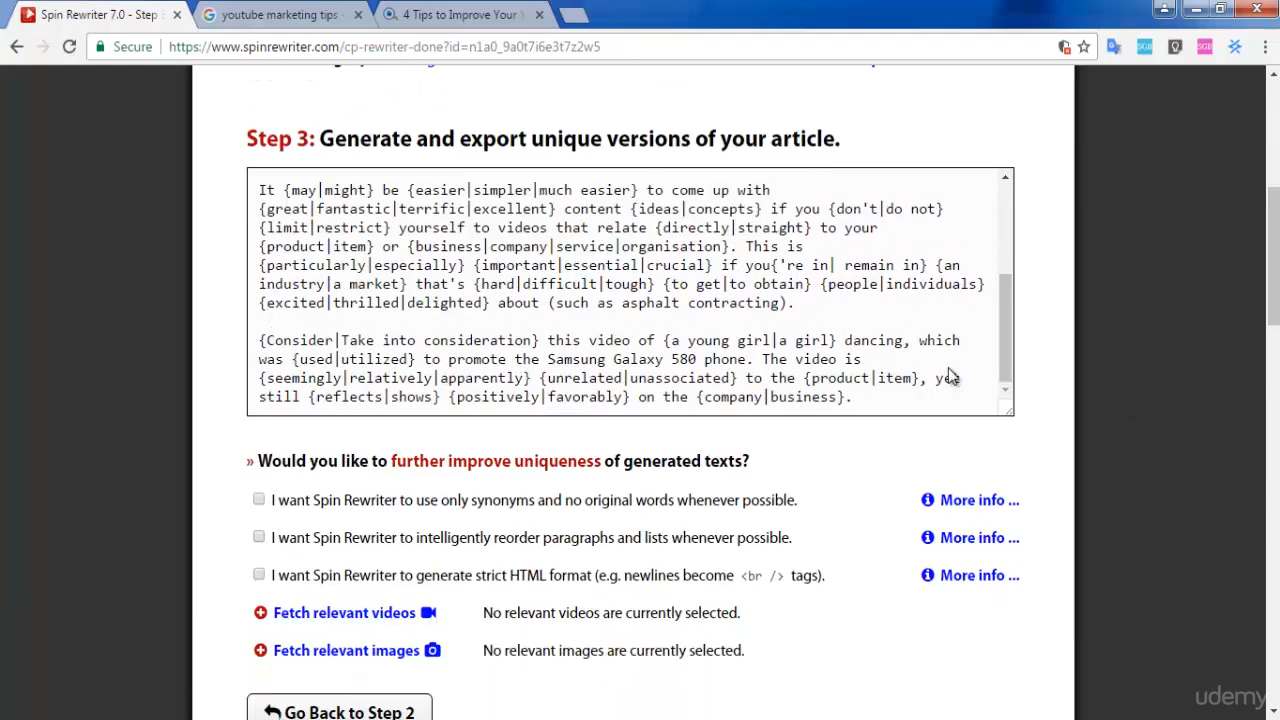 Spin Rewriter 7.0 - Step
youtube marketing tips -
4 Tips to Improve Your
Secure
https://www.spinrewriter.com/cp-rewriter-done?id=n1a0_9a0t7i6e3t7z2w5
Step 3: Generate and export unique versions of your article.
It {may|might} be {easier|simpler|much easier} to come up with
{great|fantastic|terrific|excellent} content {ideas|concepts} if you {don't|do not}
{limit|restrict} yourself to videos that relate {directly|straight} to your
{product|item} or {business|company|service|organisation}. This is
{particularly|especially} {important|essential|crucial} if you{'re in| remain in} {an
industry|a market} that's {hard|difficult|tough} {to get|to obtain} {people|individuals}
{excited|thrilled|delighted} about (such as asphalt contracting).
{Consider|Take into consideration} this video of {a young girl|a girl} dancing, which
was {used|utilized} to promote the Samsung Galaxy 580 phone. The video is
{seemingly|relatively|apparently} {unrelated|unassociated} to the {product|item},
still {reflects|shows} {positively|favorably} on the {company|business}.
» Would you like to further improve uniqueness of generated texts?
I want Spin Rewriter to use only synonyms and no original words whenever possible.
More info ...
I want Spin Rewriter to intelligently reorder paragraphs and lists whenever possible.
More info ...
I want Spin Rewriter to generate strict HTML format (e.g. newlines become <br /> tags).
More info ...
Fetch relevant videos
No relevant videos are currently selected.
Fetch relevant images
No relevant images are currently selected.
Go Back to Step 2
udemy